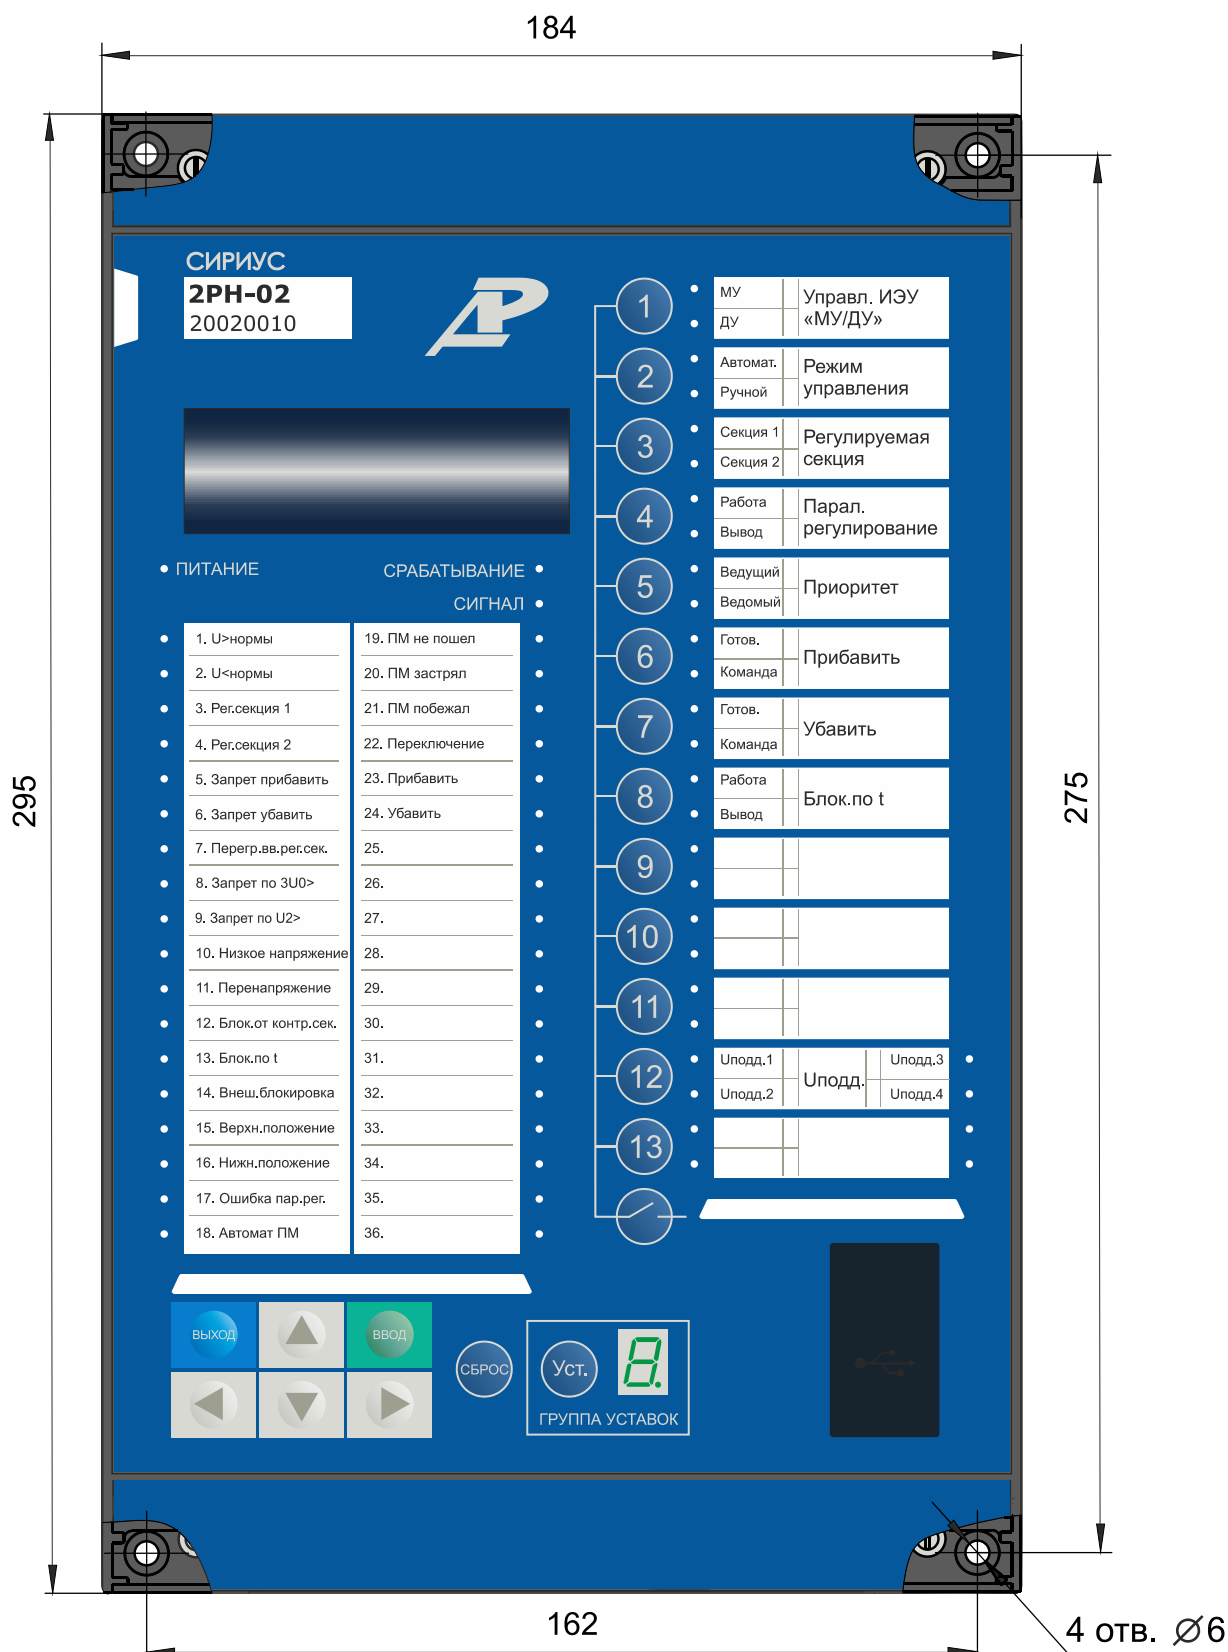 184
СИРИУС
2РН-02
20020010
ПИТАНИЕ
СРАБАТЫВАНИЕ
СИГНАЛ
1. U>нормы
2. U<нормы
3. Рег.секция 1
4. Рег.секция 2
5. Запрет прибавить
6. Запрет убавить
7. Перегр.вв.рег.сек.
8. Запрет по 3U0>
9. Запрет по U2>
10. Низкое напряжение
11. Перенапряжение
12. Блок.от контр.сек.
13. Блок.по t
14. Внеш.блокировка
15. Верхн.положение
16. Нижн.положение
17. Ошибка пар.рег.
18. Автомат ПМ
19. ПМ не пошел
20. ПМ застрял
21. ПМ побежал
22. Переключение
23. Прибавить
24. Убавить
25.
26.
27.
28.
29.
30.
31.
32.
33.
34.
35.
36.
1
МУ
ДУ
Управл. ИЭУ
«МУ/ДУ»
2
Автомат.
Ручной
Режим
управления
3
Секция 1
Секция 2
Регулируемая
секция
4
Работа
Вывод
Парал.
регулирование
5
Ведущий
Ведомый
Приоритет
6
Готов.
Команда
Прибавить
7
Готов.
Команда
Убавить
8
Работа
Вывод
Блок.по t
9
10
11
12
Uподд.1
Uподд.2
Uподд.
Uподд.3
Uподд.4
13
ВЫХОД
ВВОД
СБРОС
Уст.
8.
ГРУППА УСТАВОК
295
275
162
4 отв. ∅6